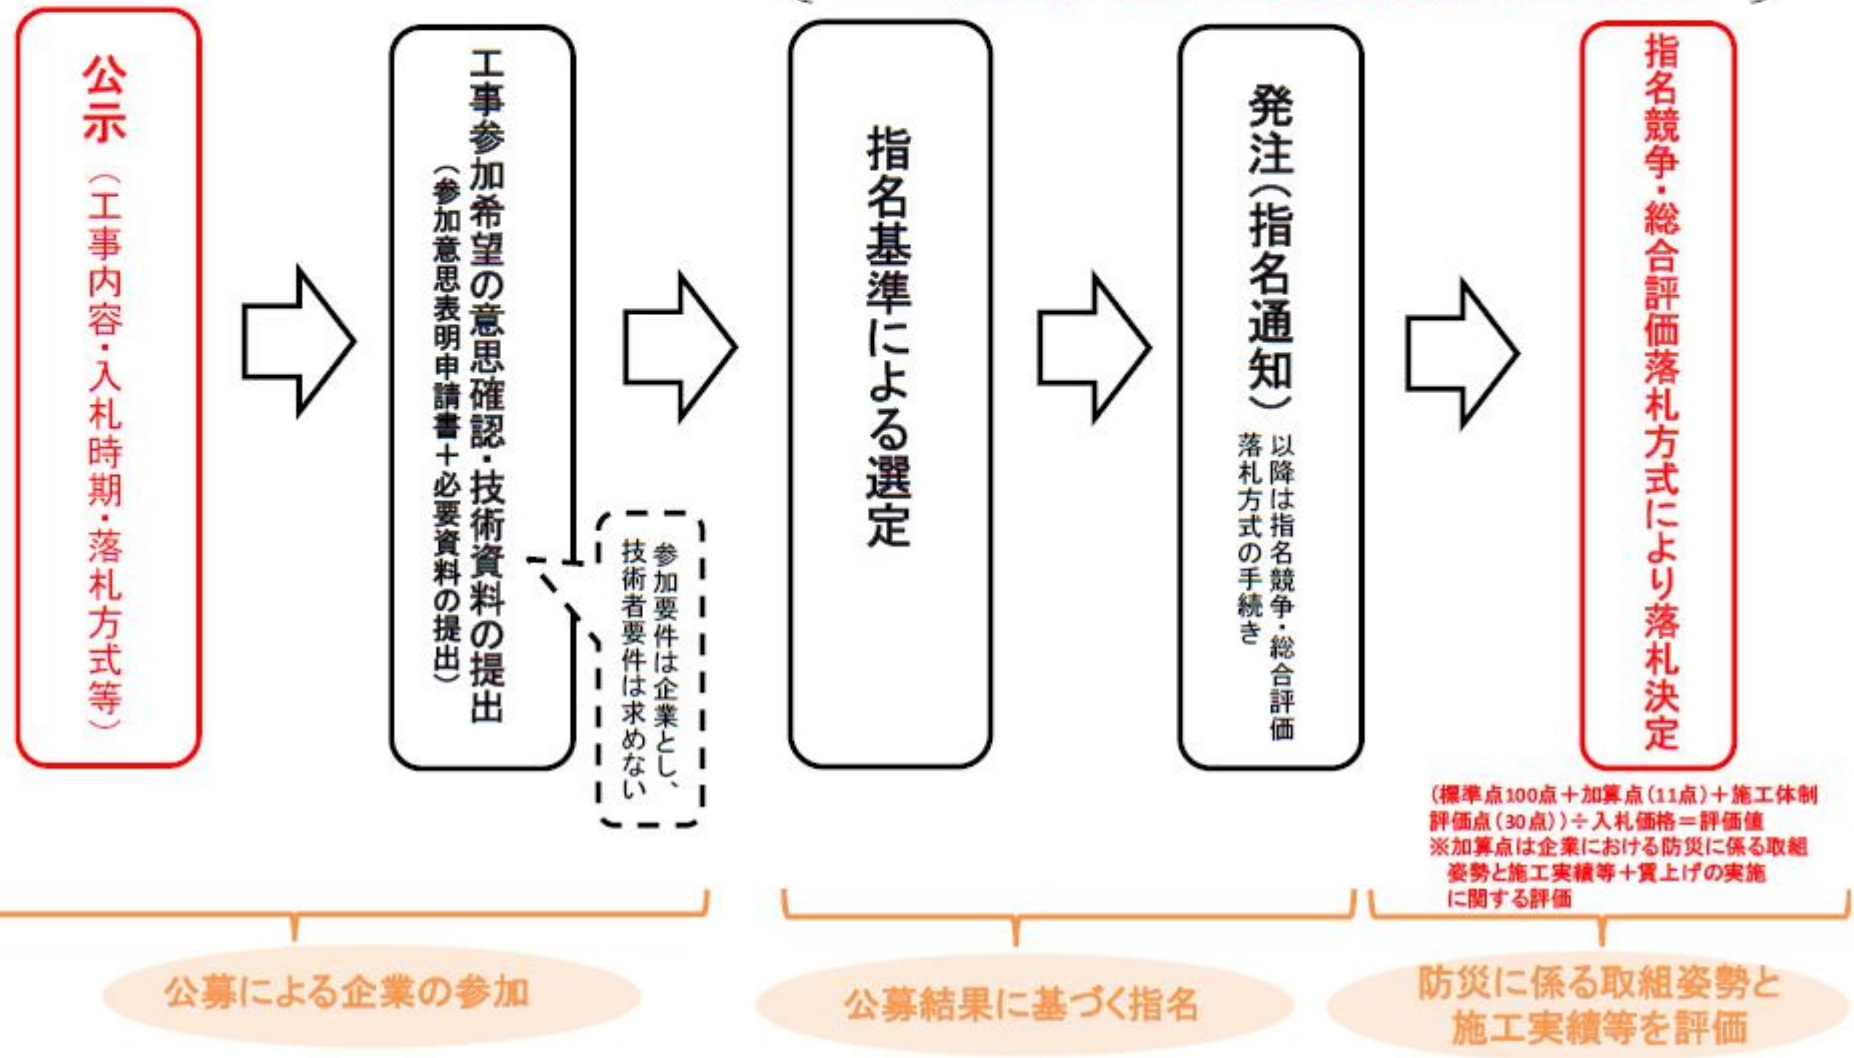 公示（工事内容・入札時期・落札方式等）
工事参加希望の意思確認・技術資料の提出
（参加意思表明申請書＋必要資料の提出）
参加要件は企業とし、
技術者要件は求めない
指名基準による選定
発注（指名通知）
以降は指名競争・総合評価
落札方式の手続き
指名競争・総合評価落札方式により落札決定
（標準点100点＋加算点（11点）＋施工体制
評価点（30点））÷入札価格＝評価値
※加算点は企業における防災に係る取組
姿勢と施工実績等＋賃上げの実施
に関する評価
公募による企業の参加
公募結果に基づく指名
防災に係る取組姿勢と
施工実績等を評価